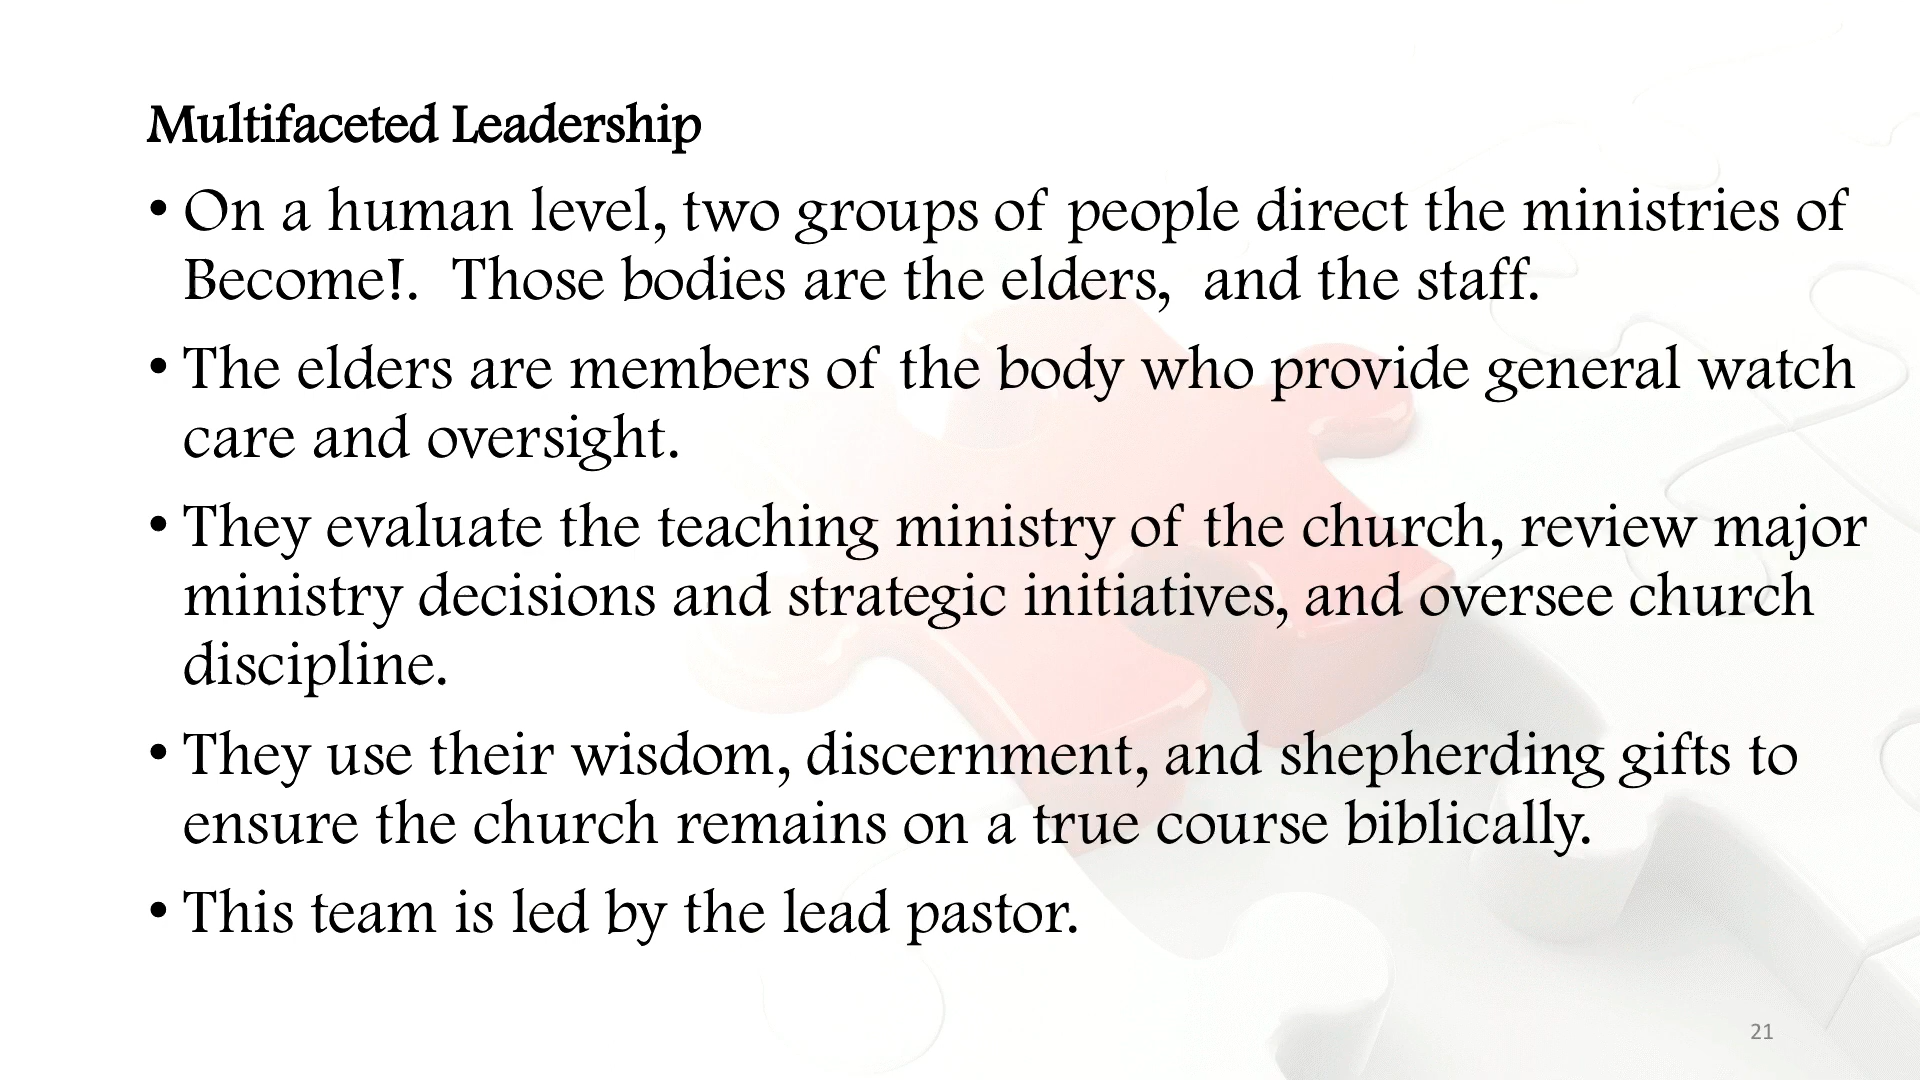 Multifaceted Leadership
• On a human level, two groups of people direct the ministries of
Become!.  Those bodies are the elders,  and the staff.
• The elders are members of the body who provide general watch
care and oversight.
• They evaluate the teaching ministry of the church, review major
ministry decisions and strategic initiatives, and oversee church
discipline.
• They use their wisdom, discernment, and shepherding gifts to
ensure the church remains on a true course biblically.
• This team is led by the lead pastor.
21